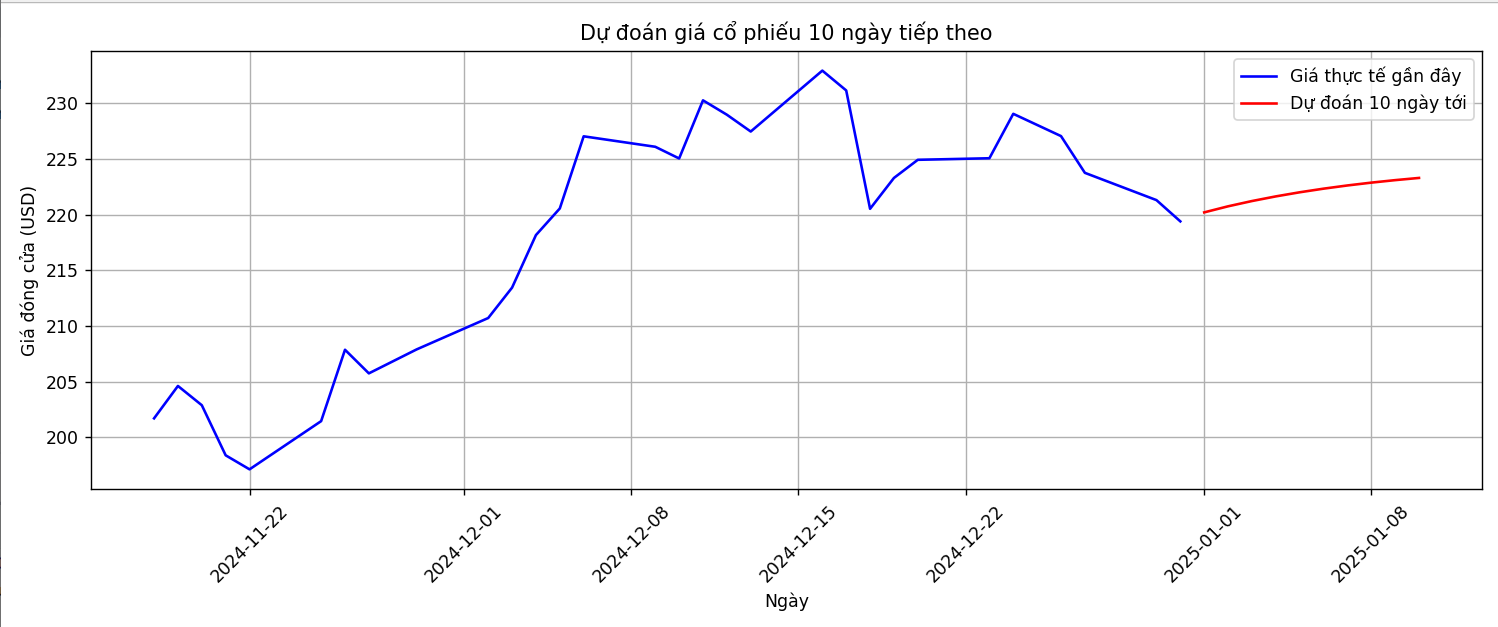 Dự đoán giá cổ phiếu 10 ngày tiếp theo
Giá thực tế gần đây
Dự đoán 10 ngày tới
Giá đóng cửa (USD)
230
225
220
215
210
205
200
2024-11-22
2024-12-01
2024-12-08
2024-12-15
2024-12-22
2025-01-01
2025-01-08
Ngày